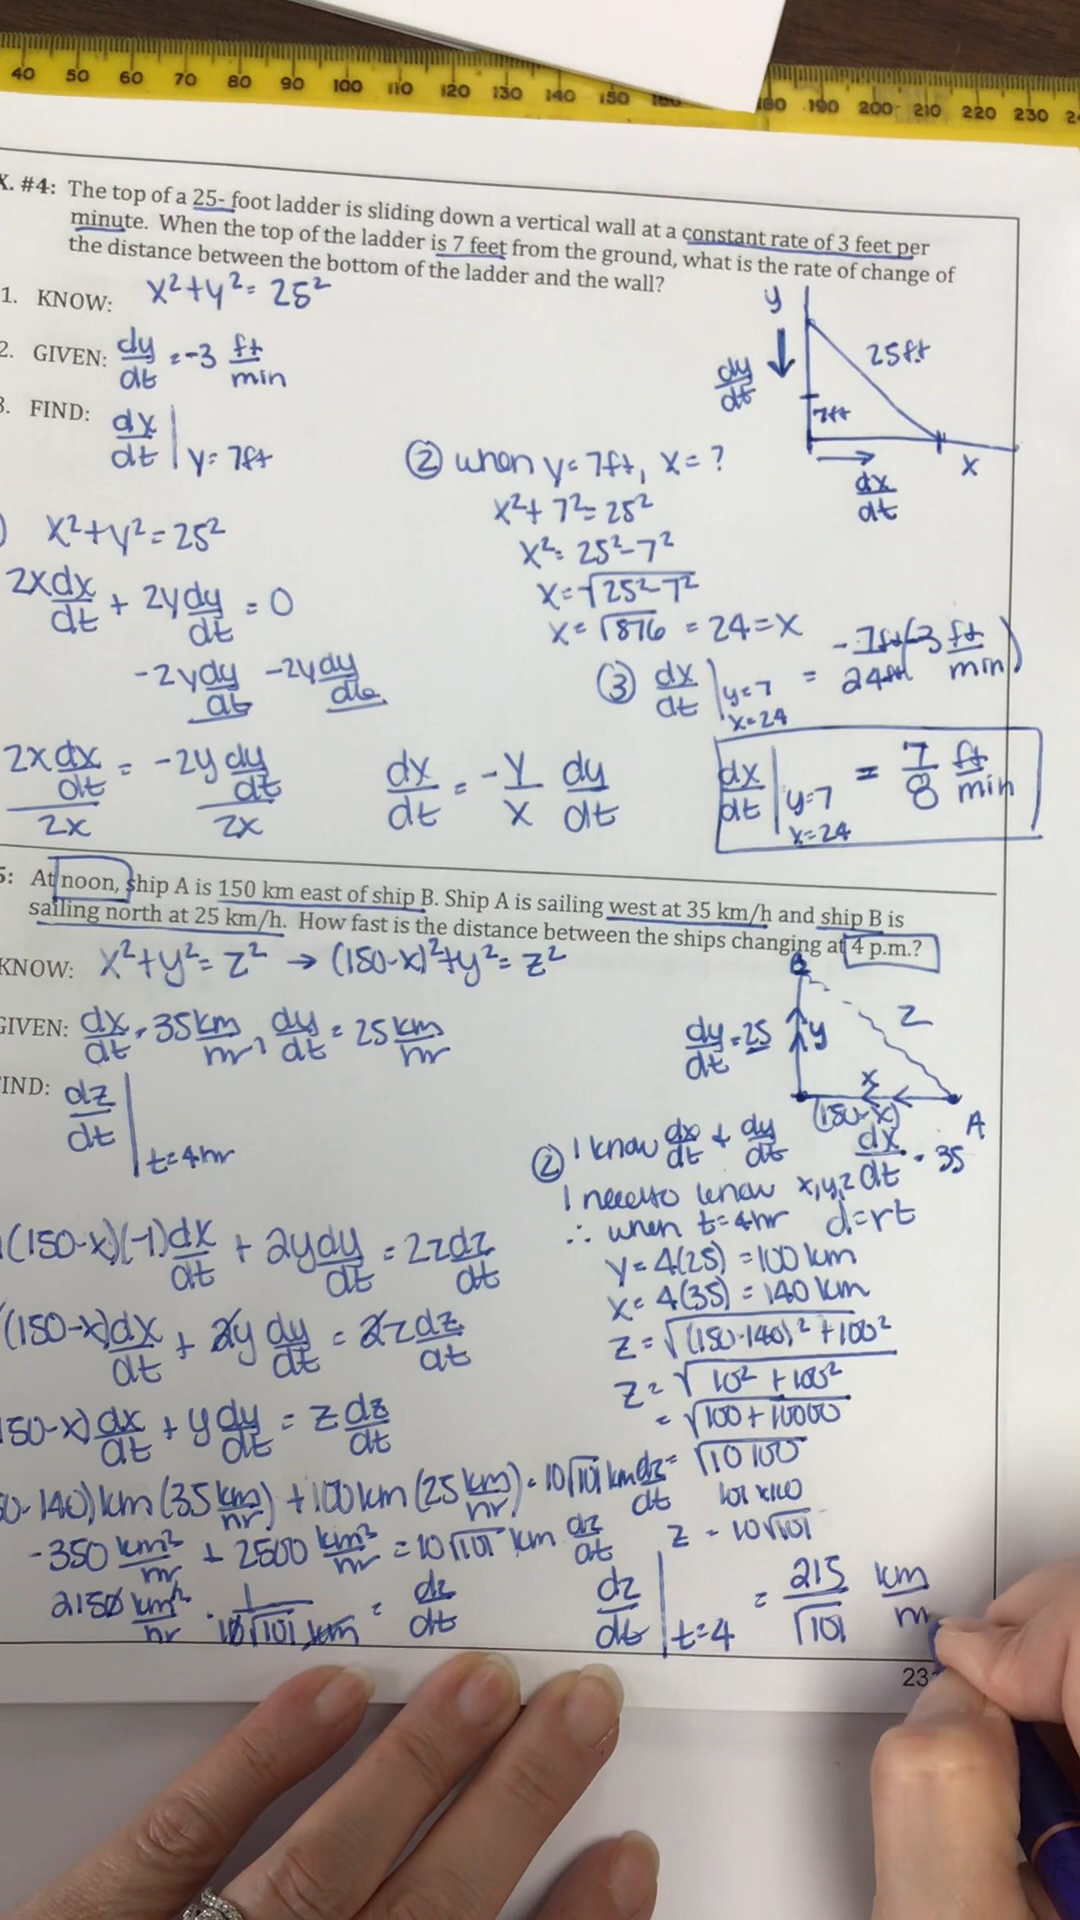 40 50 60 70 80 90 100 110 120 130 140 150 160 180 190 200 210 220 230
X. #4: The top of a 25- foot ladder is sliding down a vertical wall at a constant rate of 3 feet per
minute. When the top of the ladder is 7 feet from the ground, what is the rate of change of
the distance between the bottom of the ladder and the wall?
1. KNOW: x²+y²= 25²
2. GIVEN: dy/dt = -3 ft/min
3. FIND: dx/dt | y= 7ft
y
25ft
dy/dt
7ft
x
dx/dt
② when y= 7ft, x= ?
x²+ 7²= 25²
x²= 25²-7²
x=√25²-7²
x= √876 = 24=x
x²+y²=25²
2x dx/dt + 2y dy/dt = 0
-2y dy/dt -2y dy/dt
2x dx/dt = -2y dy/dt
2x 2x
dx/dt = -y/x dy/dt
③ dx/dt | y=7 x=24 = -7ft/24ft (-3 ft/min)
dx/dt | y=7 x=24 = 7/8 ft/min
5: At noon, ship A is 150 km east of ship B. Ship A is sailing west at 35 km/h and ship B is
sailing north at 25 km/h. How fast is the distance between the ships changing at 4 p.m.?
KNOW: x²+y²= z² → (150-x)²+y²= z²
GIVEN: dx/dt = 35 km/hr, dy/dt = 25 km/hr
FIND: dz/dt | t=4hr
B
dy/dt = 25
y
z
x
(150-x)
A
dx/dt = 35
② I know dx/dt + dy/dt
I need to know x,y,z
∴ when t=4hr d=rt
y= 4(25) = 100 km
x= 4(35) = 140 km
z= √(150-140)² +100²
z= √10² +100²
= √100+10000
= √10 100
101 x100
z = 10√101
(150-x)(-1)dx/dt + 2y dy/dt = 2z dz/dt
(150-x)dx/dt + 2y dy/dt = 2z dz/dt
50-x) dx/dt + y dy/dt = z dz/dt
0-140)km (35 km/hr) +100km (25 km/hr) = 10√101 km dz/dt
-350 km²/hr + 2500 km²/hr = 10√101 km dz/dt
2150 km²/hr · 1/10√101 km = dz/dt
dz/dt | t=4 = 215/√101 km
23